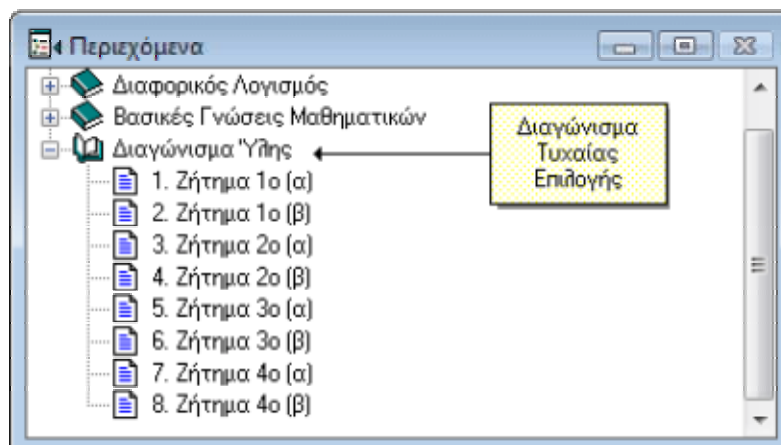 Περιεχόμενα
Διαφορικός Λογισμός
Βασικές Γνώσεις Μαθηματικών
Διαγώνισμα Ύλης
Διαγώνισμα
Τυχαίας
Επιλογής
1. Ζήτημα 1ο (α)
2. Ζήτημα 1ο (β)
3. Ζήτημα 2ο (α)
4. Ζήτημα 2ο (β)
5. Ζήτημα 3ο (α)
6. Ζήτημα 3ο (β)
7. Ζήτημα 4ο (α)
8. Ζήτημα 4ο (β)